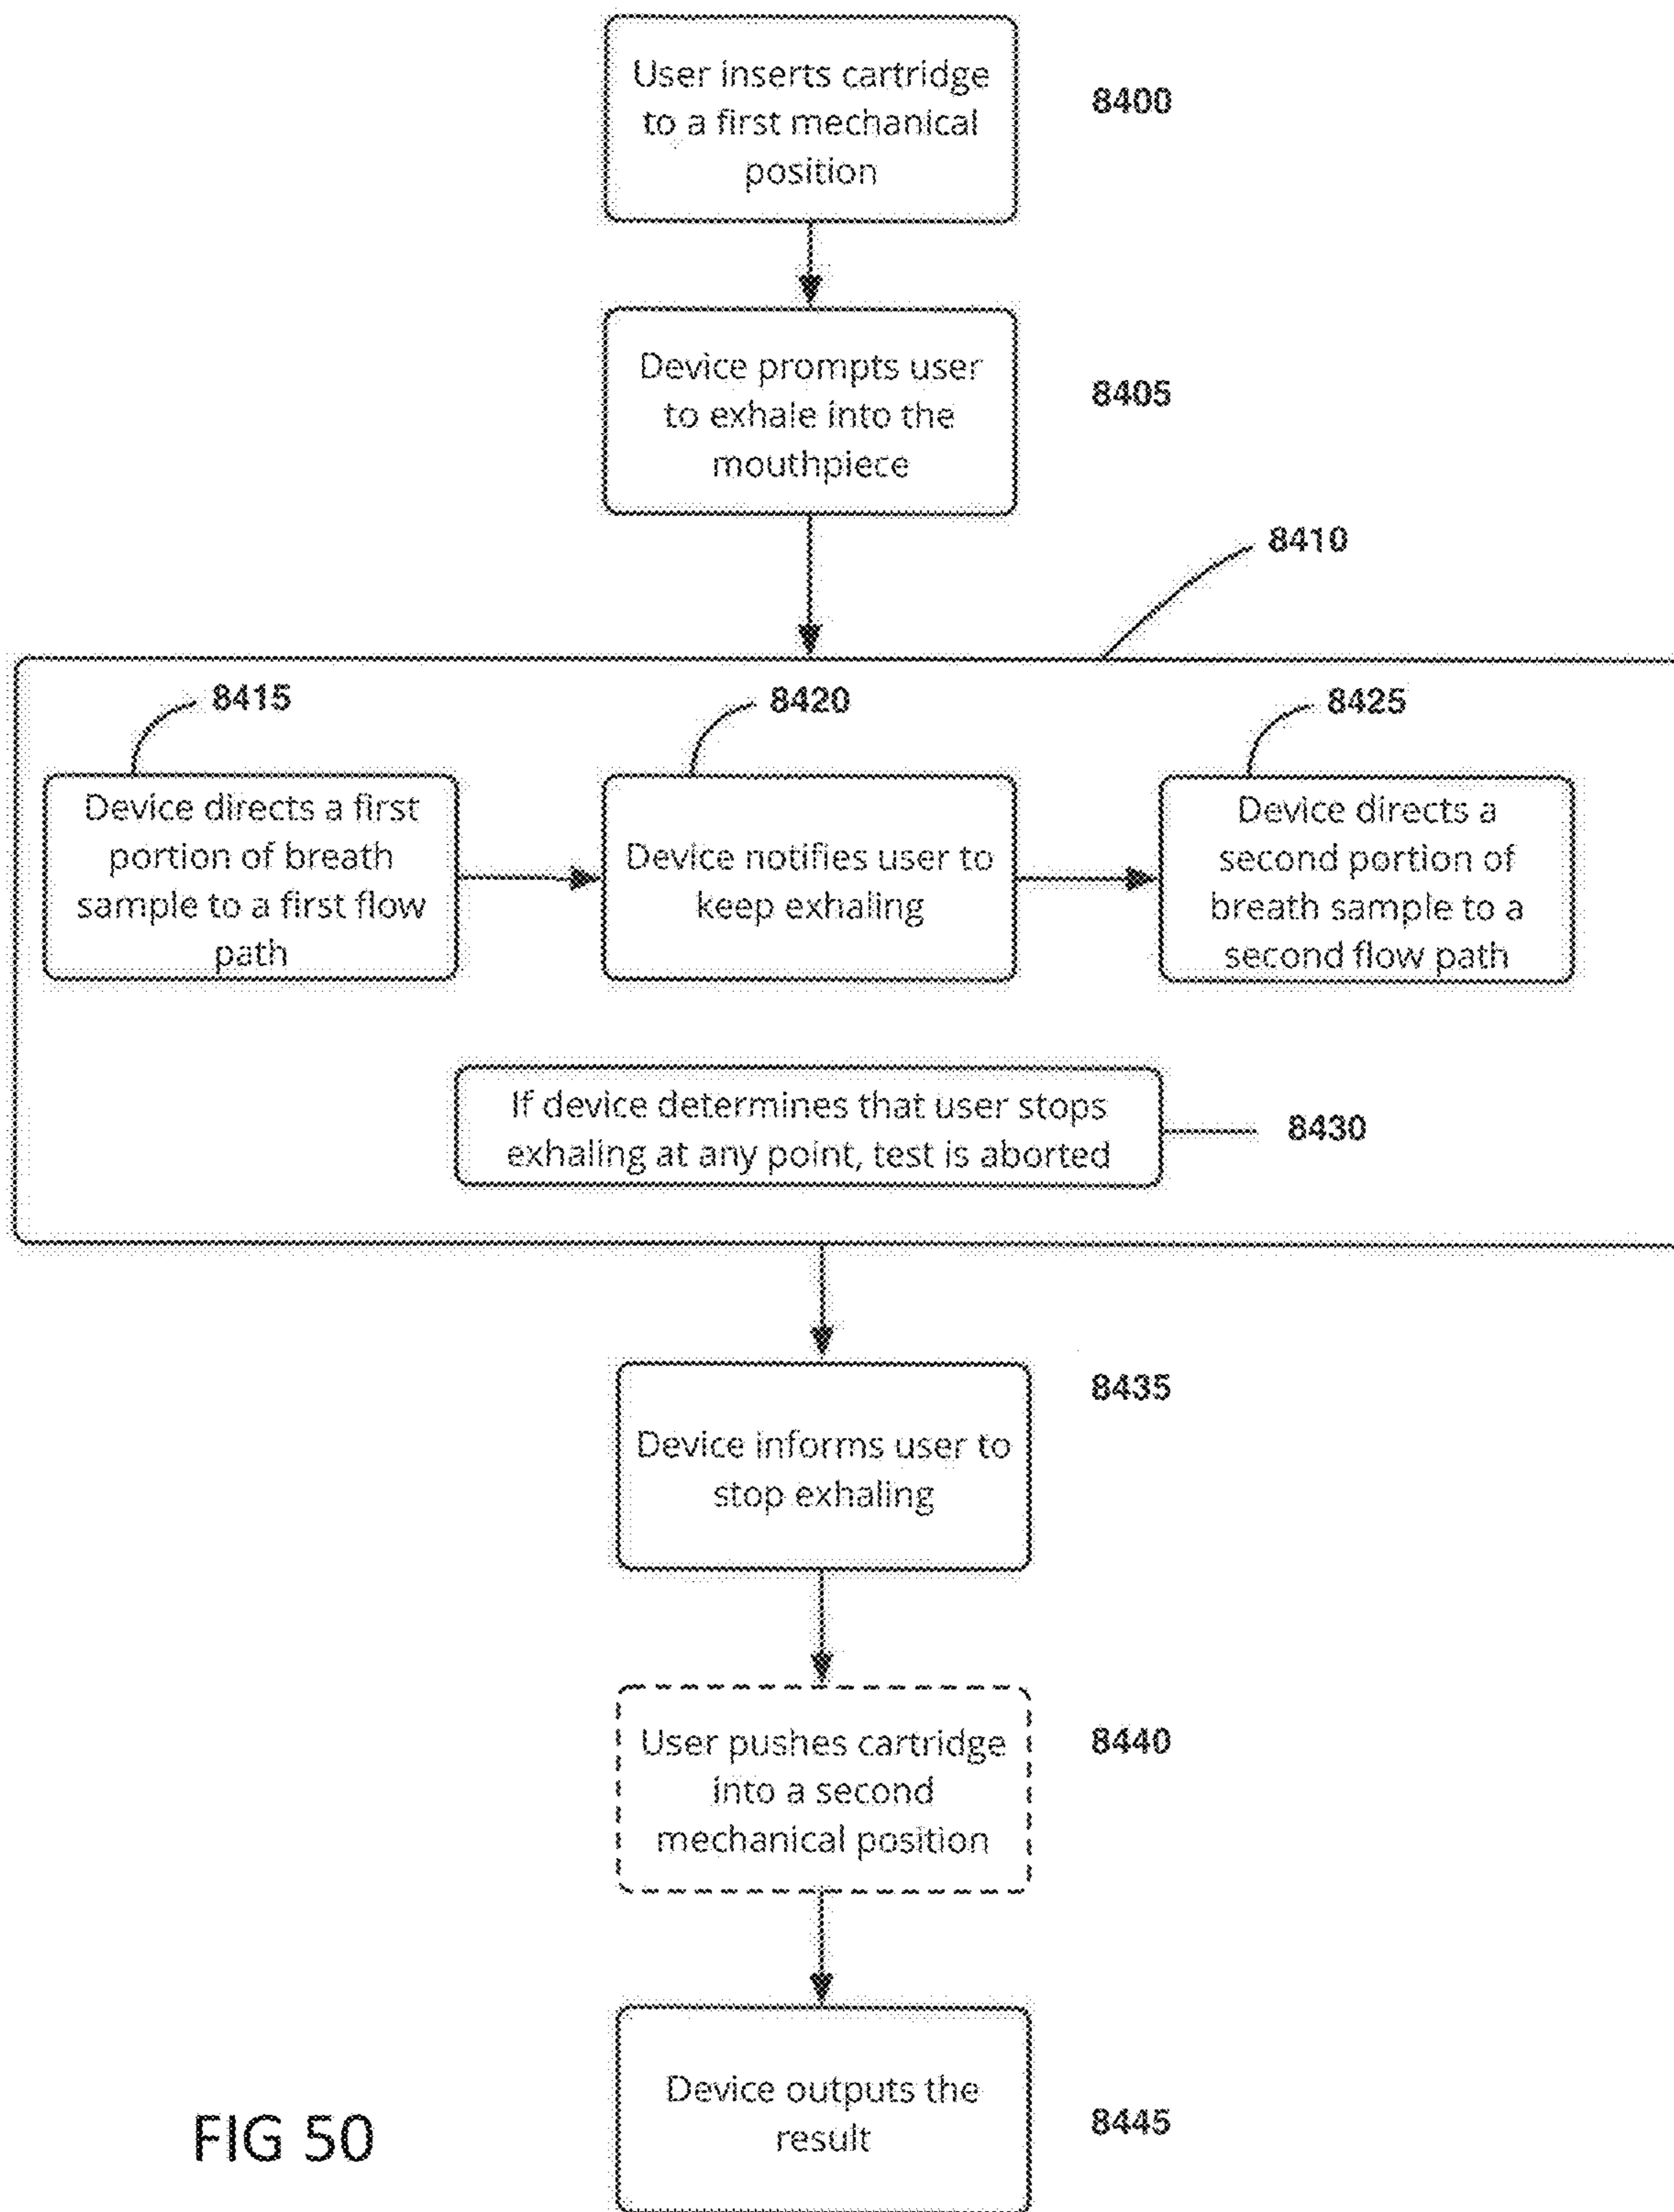 User inserts cartridge
to a first mechanical
position
8400
Device prompts user
to exhale into the
mouthpiece
8405
8410
8415
8420
8425
Device directs a first
portion of breath
sample to a first flow
path
Device notifies user to
keep exhaling
Device directs a
second portion of
breath sample to a
second flow path
If device determines that user stops
exhaling at any point, test is aborted
8430
8435
Device informs user to
stop exhaling
User pushes cartridge
into a second
mechanical position
8440
Device outputs the
result
8445
FIG 50